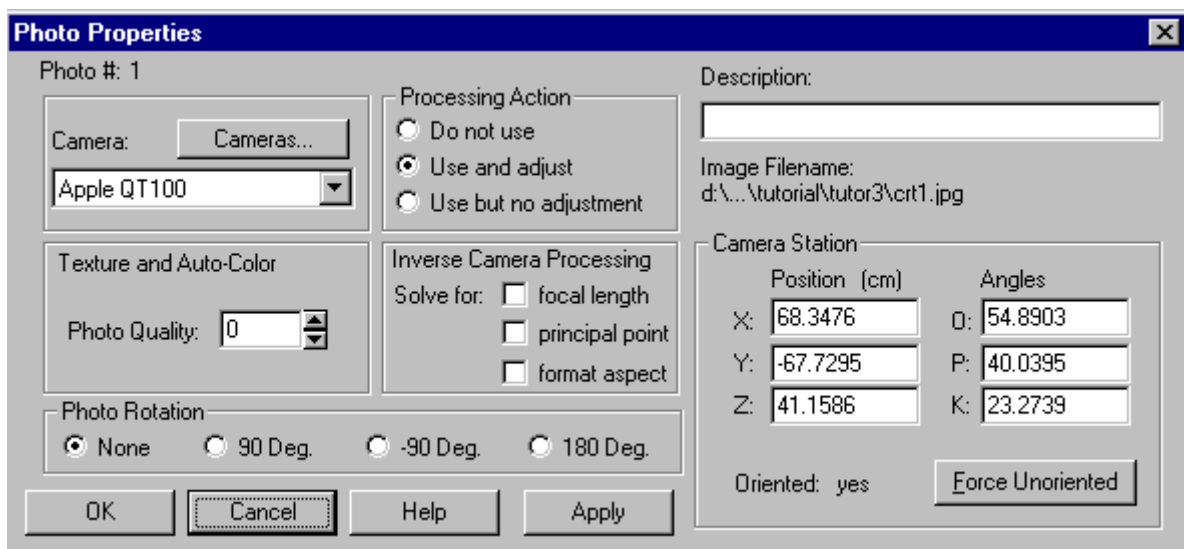 Photo Properties
Photo #: 1
Camera:
Cameras...
Apple QT100
Processing Action
Do not use
Use and adjust
Use but no adjustment
Description:
Image Filename:
d:\...\tutorial\tutor3\crt1.jpg
Texture and Auto-Color
Photo Quality: 0
Inverse Camera Processing
Solve for: focal length
principal point
format aspect
Camera Station
Position (cm) Angles
X: 68.3476 O: 54.8903
Y: -67.7295 P: 40.0395
Z: 41.1586 K: 23.2739
Oriented: yes Force Unoriented
Photo Rotation
None 90 Deg. -90 Deg. 180 Deg.
OK Cancel Help Apply